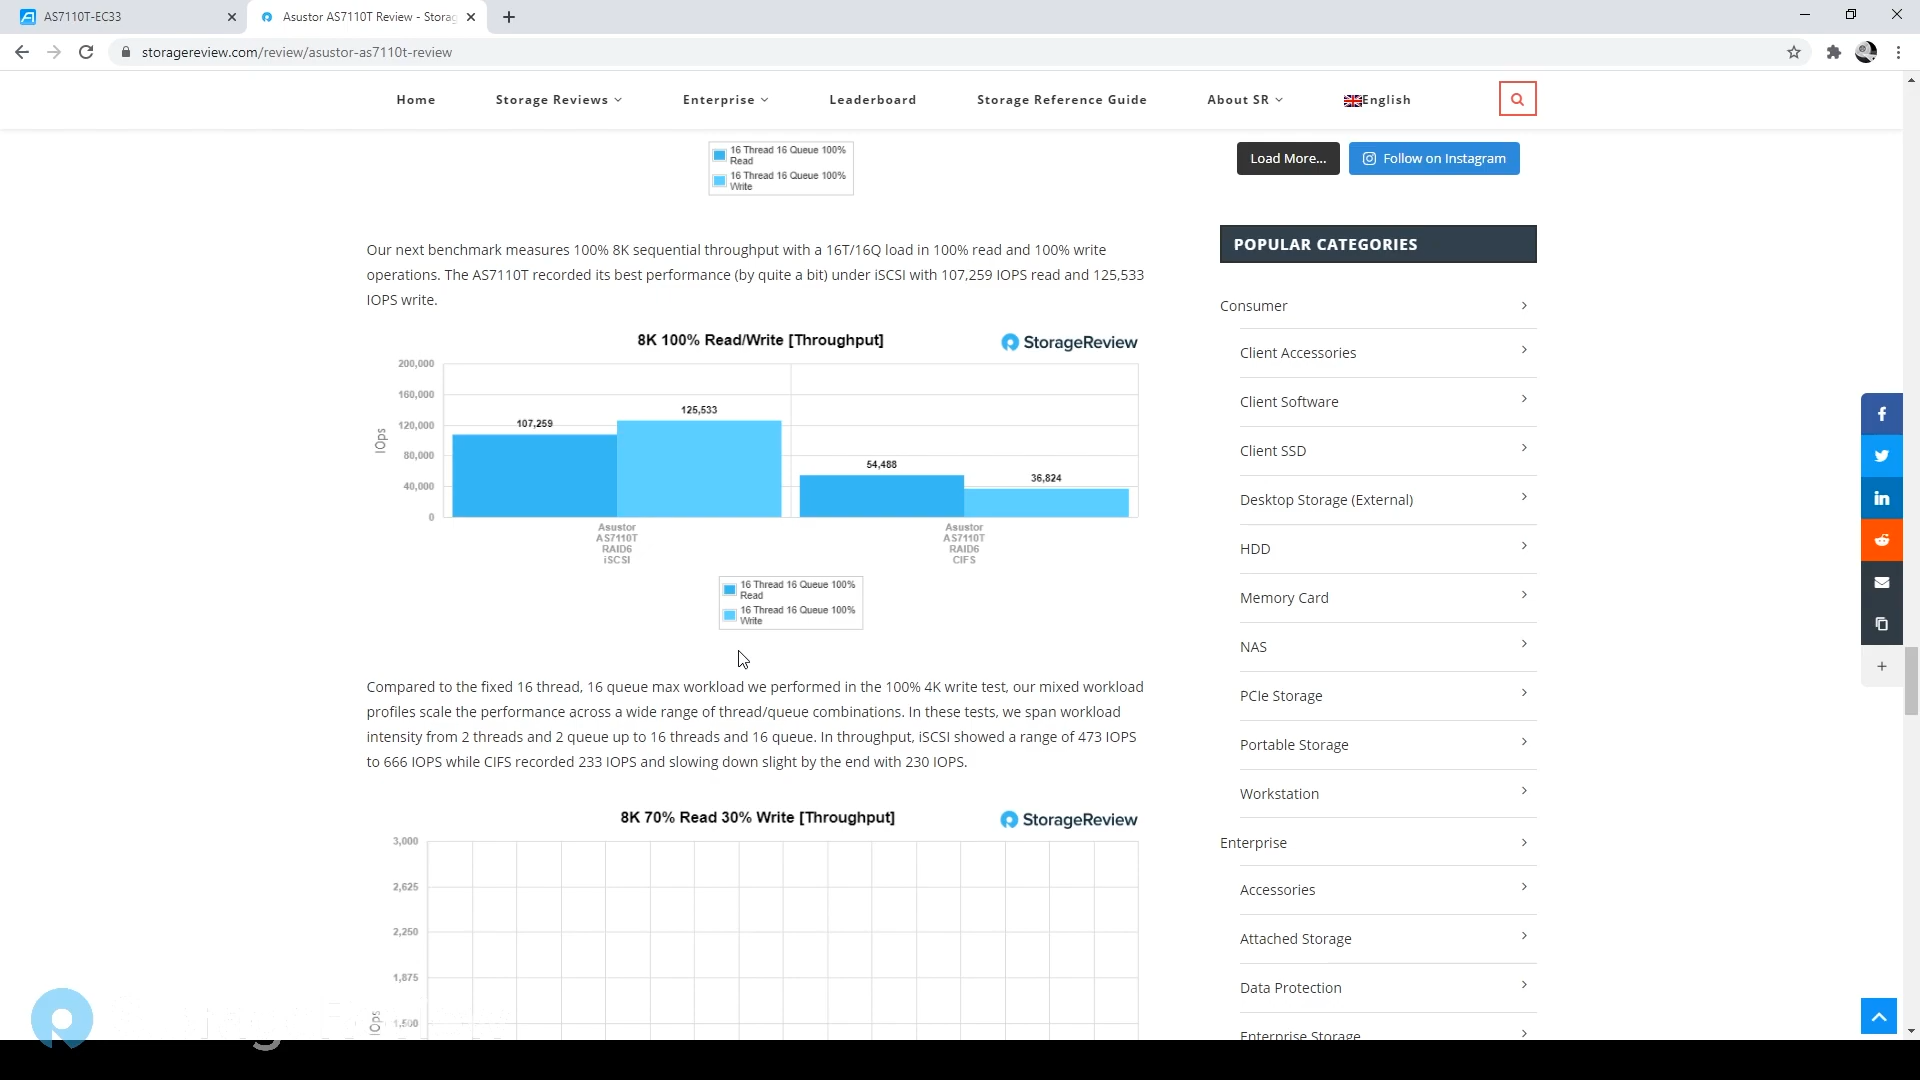 AS7110T-EC33
Asustor AS7110T Review - Storag
storagereview.com/review/asustor-as7110t-review
Home Storage Reviews Enterprise Leaderboard Storage Reference Guide About SR English
16 Thread 16 Queue 100%
Read
16 Thread 16 Queue 100%
Write
Load More... Follow on Instagram
Our next benchmark measures 100% 8K sequential throughput with a 16T/16Q load in 100% read and 100% write
operations. The AS7110T recorded its best performance (by quite a bit) under iSCSI with 107,259 IOPS read and 125,533
IOPS write.
8K 100% Read/Write [Throughput]
StorageReview
200,000
160,000
120,000
80,000
40,000
0
IOps
107,259
125,533
54,488
36,824
Asustor
AS7110T
RAID6
iSCSI
Asustor
AS7110T
RAID6
CIFS
16 Thread 16 Queue 100%
Read
16 Thread 16 Queue 100%
Write
Compared to the fixed 16 thread, 16 queue max workload we performed in the 100% 4K write test, our mixed workload
profiles scale the performance across a wide range of thread/queue combinations. In these tests, we span workload
intensity from 2 threads and 2 queue up to 16 threads and 16 queue. In throughput, iSCSI showed a range of 473 IOPS
to 666 IOPS while CIFS recorded 233 IOPS and slowing down slight by the end with 230 IOPS.
8K 70% Read 30% Write [Throughput]
StorageReview
3,000
2,625
2,250
1,875
1,500
IOps
POPULAR CATEGORIES
Consumer
Client Accessories
Client Software
Client SSD
Desktop Storage (External)
HDD
Memory Card
NAS
PCIe Storage
Portable Storage
Workstation
Enterprise
Accessories
Attached Storage
Data Protection
Enterprise Storage